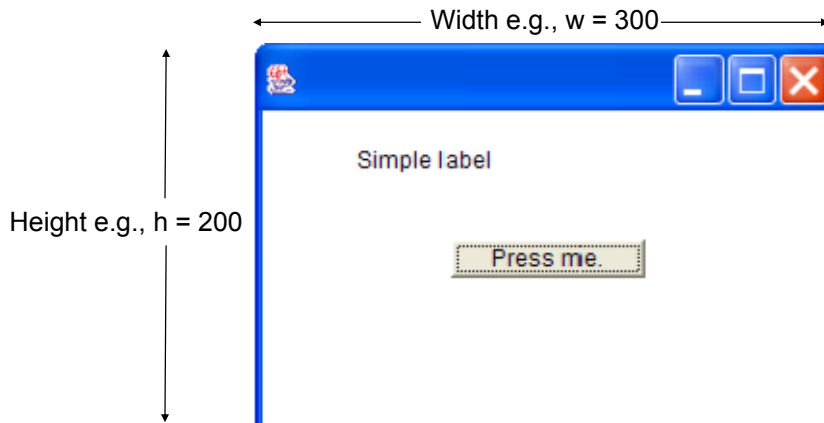 Width e.g., w = 300
Simple label
Height e.g., h = 200
Press me.